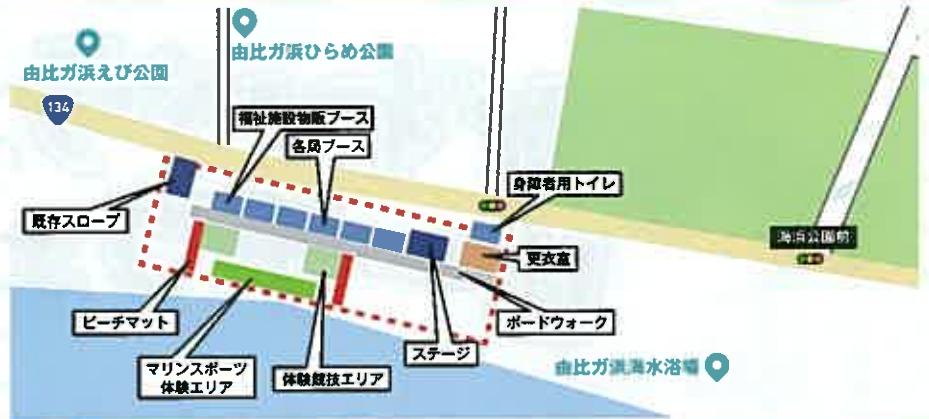 由比ガ浜ひらめ公園
由比ガ浜えび公園
134
福祉施設物販ブース
各局ブース
身障者用トイレ
既存スロープ
海浜公園前
更衣室
ビーチマット
ボードウォーク
マリンスポーツ
体験エリア
体験競技エリア
ステージ
由比ガ浜海水浴場